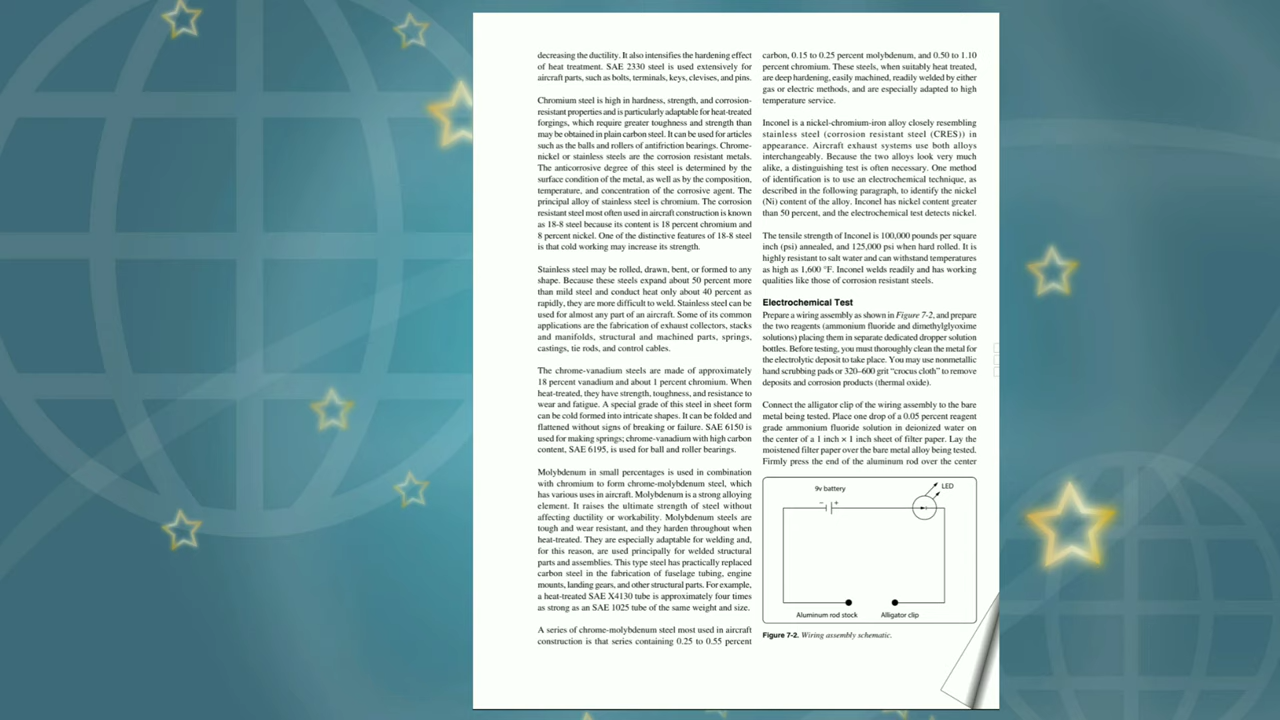 decreasing the ductility. It also intensifies the hardening effect
of heat treatment. SAE 2330 steel is used extensively for
aircraft parts, such as bolts, terminals, keys, clevises, and pins.
Chromium steel is high in hardness, strength, and corrosion-
resistant properties and is particularly adaptable for heat-treated
forgings, which require greater toughness and strength than
may be obtained in plain carbon steel. It can be used for articles
such as the balls and rollers of antifriction bearings. Chrome-
nickel or stainless steels are the corrosion resistant metals.
The anticorrosive degree of this steel is determined by the
surface condition of the metal, as well as by the composition,
temperature, and concentration of the corrosive agent. The
principal alloy of stainless steel is chromium. The corrosion
resistant steel most often used in aircraft construction is known
as 18-8 steel because its content is 18 percent chromium and
8 percent nickel. One of the distinctive features of 18-8 steel
is that cold working may increase its strength.
Stainless steel may be rolled, drawn, bent, or formed to any
shape. Because these steels expand about 50 percent more
than mild steel and conduct heat only about 40 percent as
rapidly, they are more difficult to weld. Stainless steel can be
used for almost any part of an aircraft. Some of its common
applications are the fabrication of exhaust collectors, stacks
and manifolds, structural and machined parts, springs,
castings, tie rods, and control cables.
The chrome-vanadium steels are made of approximately
18 percent vanadium and about 1 percent chromium. When
heat-treated, they have strength, toughness, and resistance to
wear and fatigue. A special grade of this steel in sheet form
can be cold formed into intricate shapes. It can be folded and
flattened without signs of breaking or failure. SAE 6150 is
used for making springs; chrome-vanadium with high carbon
content, SAE 6195, is used for ball and roller bearings.
Molybdenum in small percentages is used in combination
with chromium to form chrome-molybdenum steel, which
has various uses in aircraft. Molybdenum is a strong alloying
element. It raises the ultimate strength of steel without
affecting ductility or workability. Molybdenum steels are
tough and wear resistant, and they harden throughout when
heat-treated. They are especially adaptable for welding and,
for this reason, are used principally for welded structural
parts and assemblies. This type steel has practically replaced
carbon steel in the fabrication of fuselage tubing, engine
mounts, landing gears, and other structural parts. For example,
a heat-treated SAE X4130 tube is approximately four times
as strong as an SAE 1025 tube of the same weight and size.
A series of chrome-molybdenum steel most used in aircraft
construction is that series containing 0.25 to 0.55 percent
carbon, 0.15 to 0.25 percent molybdenum, and 0.50 to 1.10
percent chromium. These steels, when suitably heat treated,
are deep hardening, easily machined, readily welded by either
gas or electric methods, and are especially adapted to high
temperature service.
Inconel is a nickel-chromium-iron alloy closely resembling
stainless steel (corrosion resistant steel (CRES)) in
appearance. Aircraft exhaust systems use both alloys
interchangeably. Because the two alloys look very much
alike, a distinguishing test is often necessary. One method
of identification is to use an electrochemical technique, as
described in the following paragraph, to identify the nickel
(Ni) content of the alloy. Inconel has nickel content greater
than 50 percent, and the electrochemical test detects nickel.
The tensile strength of Inconel is 100,000 pounds per square
inch (psi) annealed, and 125,000 psi when hard rolled. It is
highly resistant to salt water and can withstand temperatures
as high as 1,600 °F. Inconel welds readily and has working
qualities like those of corrosion resistant steels.
Electrochemical Test
Prepare a wiring assembly as shown in Figure 7-2, and prepare
the two reagents (ammonium fluoride and dimethylglyoxime
solutions) placing them in separate dedicated dropper solution
bottles. Before testing, you must thoroughly clean the metal for
the electrolytic deposit to take place. You may use nonmetallic
hand scrubbing pads or 320–600 grit “crocus cloth” to remove
deposits and corrosion products (thermal oxide).
Connect the alligator clip of the wiring assembly to the bare
metal being tested. Place one drop of a 0.05 percent reagent
grade ammonium fluoride solution in deionized water on
the center of a 1 inch × 1 inch sheet of filter paper. Lay the
moistened filter paper over the bare metal alloy being tested.
Firmly press the end of the aluminum rod over the center
9v battery
LED
− +
Aluminum rod stock
Alligator clip
Figure 7-2. Wiring assembly schematic.